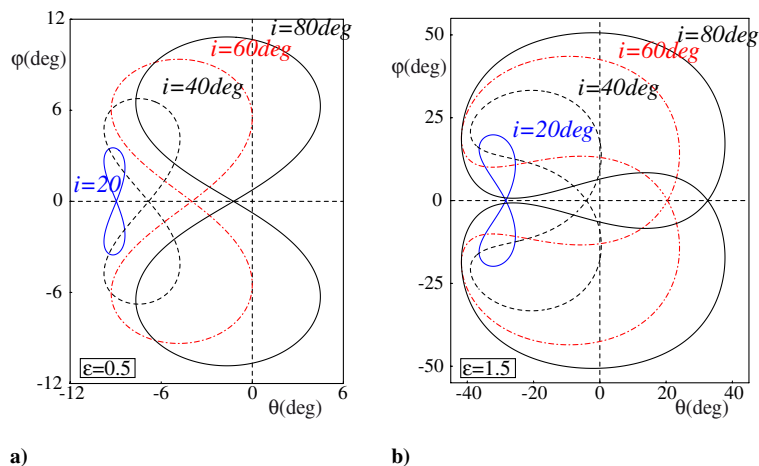 12
i=80deg
φ(deg)
i=60deg
6
i=40deg
i=20
0
-6
ε=0.5
-12
-12
-6
0
6
θ(deg)
a)
50
i=80deg
φ(deg)
i=60deg
i=40deg
25
i=20deg
0
-25
-50
ε=1.5
-40
-20
0
20
40
θ(deg)
b)